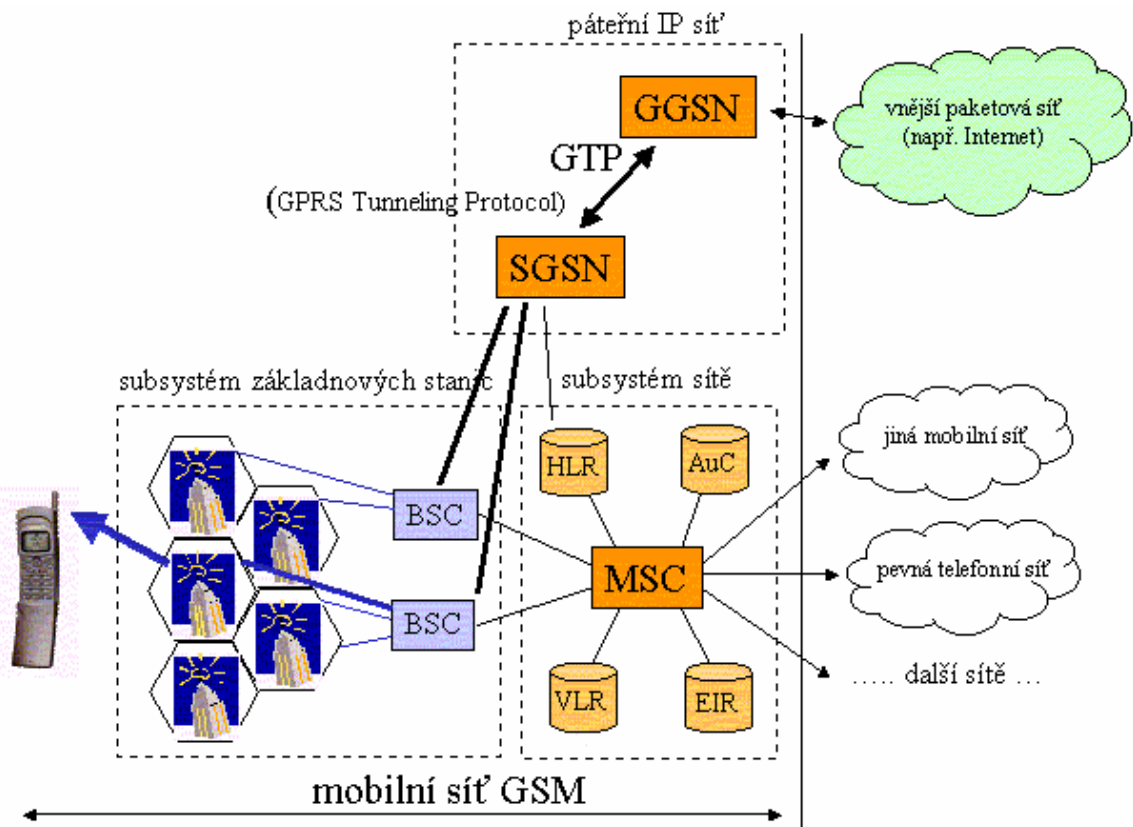 páteřní IP síť
GGSN
vnější paketová síť
(např. Internet)
GTP
(GPRS Tunneling Protocol)
SGSN
subsystém základnových stanic
subsystém sítě
HLR
AuC
jiná mobilní síť
BSC
MSC
pevná telefonní síť
BSC
VLR
EIR
..... další sítě ...
mobilní síť GSM